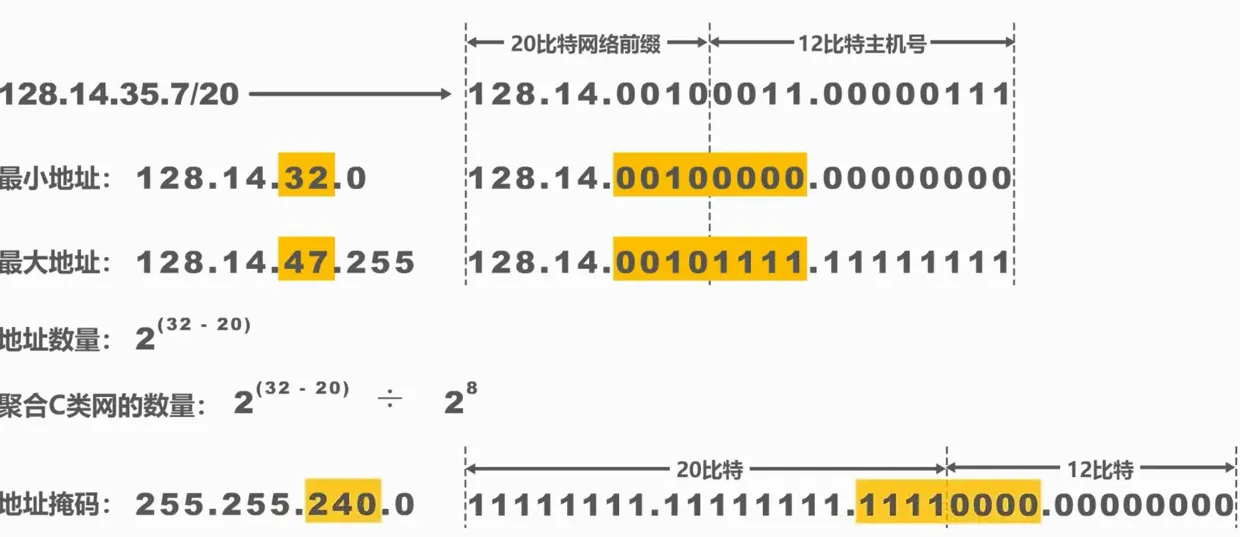 20比特网络前缀 12比特主机号
128.14.35.7/20 128.14.00100011.00000111
最小地址： 128.14.32.0 128.14.00100000.00000000
最大地址： 128.14.47.255 128.14.00101111.11111111
地址数量： 2^(32 - 20)
聚合C类网的数量： 2^(32 - 20) ÷ 2^8
20比特 12比特
地址掩码： 255.255.240.0 11111111.11111111.11110000.00000000